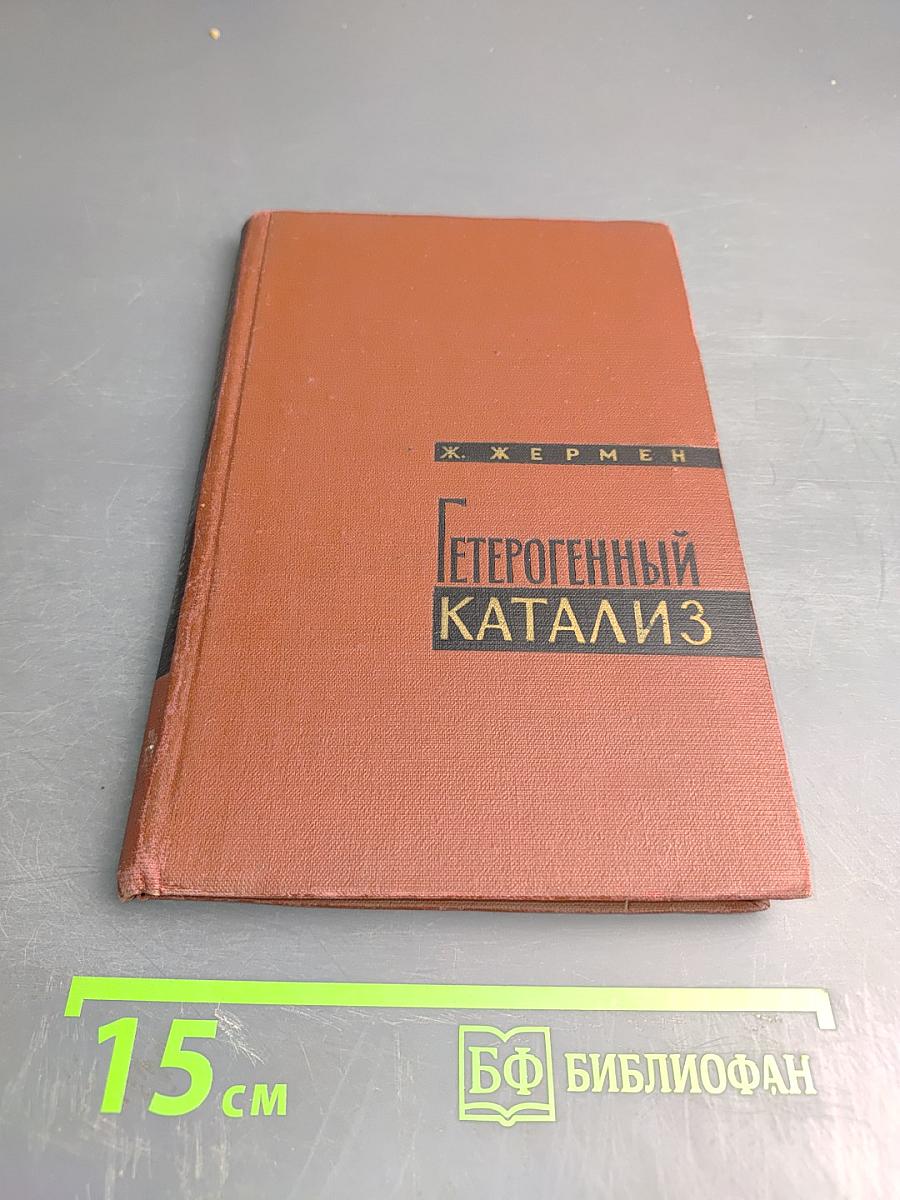 Ж. ЖЕРМЕН
ГЕТЕРОГЕННЫЙ
КАТАЛИЗ
15 см
БФ БИБЛИОФАН